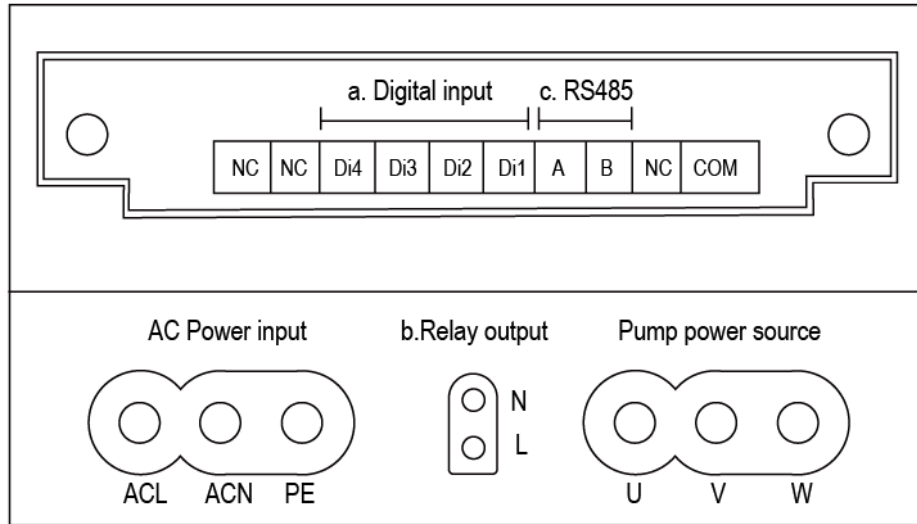 a. Digital input c. RS485
NC NC Di4 Di3 Di2 Di1 A B NC COM
AC Power input b.Relay output Pump power source
N
L
ACL ACN PE U V W